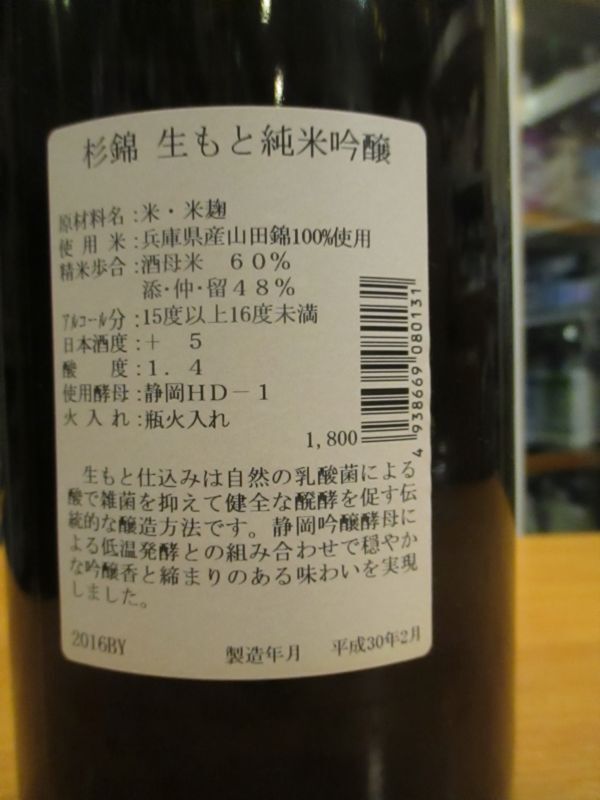 杉錦 生もと純米吟醸
原材料名:米・米麹
使用米:兵庫県産山田錦100%使用
精米歩合:酒母米 60%
添・仲・留48%
アルコール分:15度以上16度未満
日本酒度:+ 5
酸 度:1.4
使用酵母:静岡HD-1
火入れ:瓶火入れ
1,800
4 938669 080131
生もと仕込みは自然の乳酸菌による
酸で雑菌を抑えて健全な醗酵を促す伝
統的な醸造方法です。静岡吟醸酵母に
よる低温発酵との組み合わせで穏やか
な吟醸香と締まりのある味わいを実現
しました。
2016BY 製造年月 平成30年2月